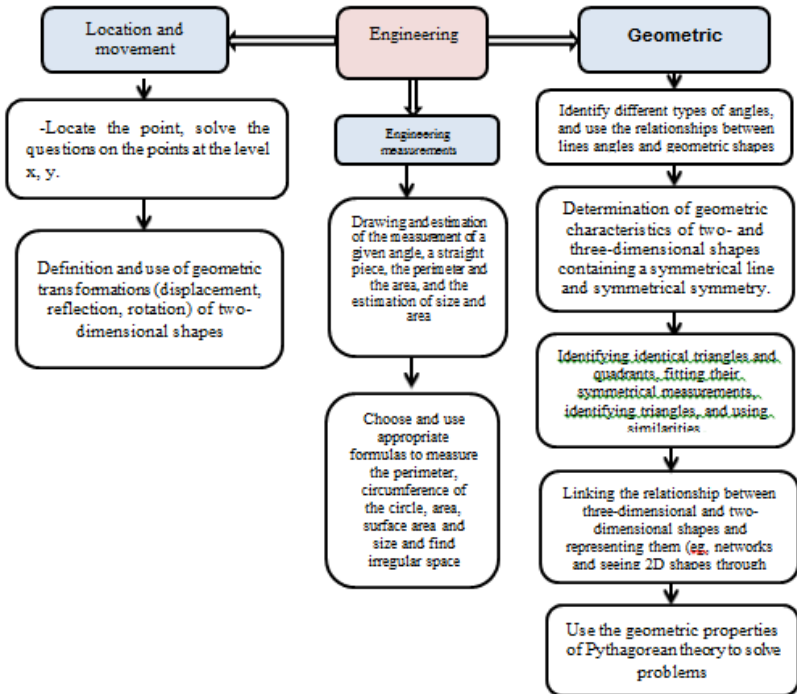 Location and
movement
Engineering
Geometric
-Locate the point, solve the
questions on the points at the level
x, y.
Definition and use of geometric
transformations (displacement,
reflection, rotation) of two-
dimensional shapes
Engineering
measurements
Drawing and estimation
of the measurement of a
given angle, a straight
piece, the perimeter and
the area, and the
estimation of size and
area
Choose and use
appropriate
formulas to measure
the perimeter,
circumference of
the circle, area,
surface area and
size and find
irregular space
Identify different types of angles,
and use the relationships between
lines angles and geometric shapes
Determination of geometric
characteristics of two- and
three-dimensional shapes
containing a symmetrical line
and symmetrical symmetry.
Identifying identical triangles and
quadrants, fitting their
symmetrical measurements,
identifying triangles, and using
similarities
Linking the relationship between
three-dimensional and two-
dimensional shapes and
representing them (eg, networks
and seeing 2D shapes through
Use the geometric properties
of Pythagorean theory to solve
problems